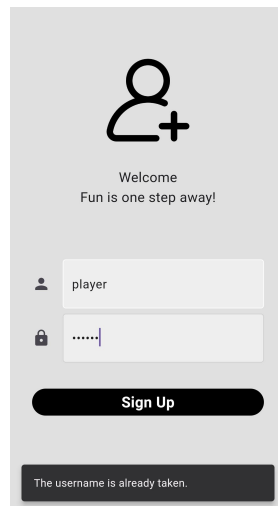 Welcome
Fun is one step away!
player
••••••
Sign Up
The username is already taken.